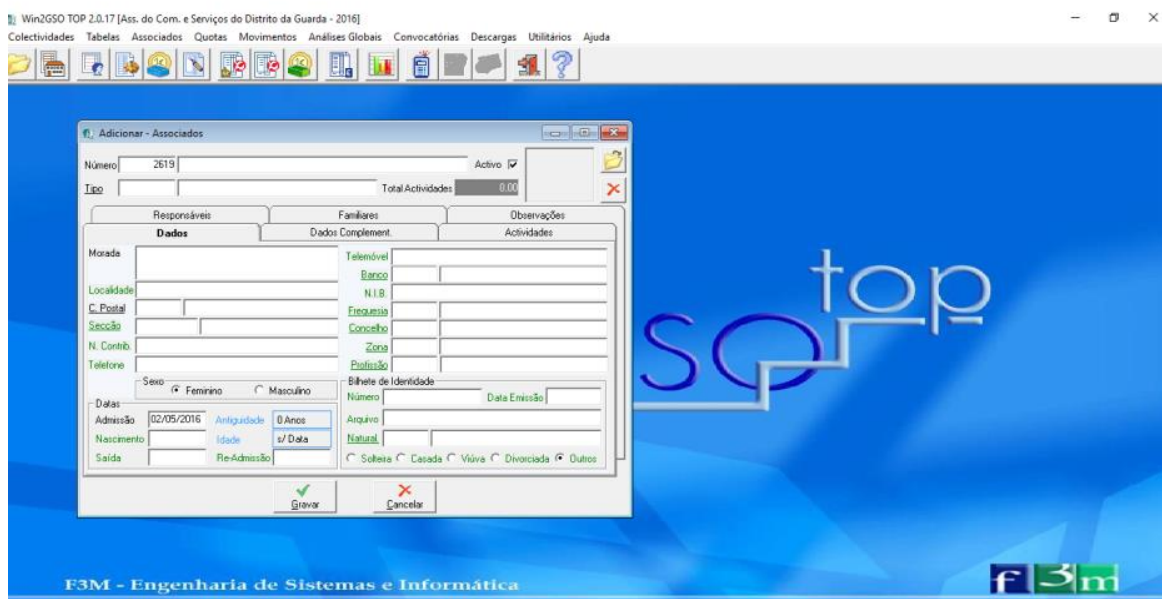 Win2GSO TOP 2.0.17 [Ass. do Com. e Serviços do Distrito da Guarda - 2016]
Colectividades Tabelas Associados Quotas Movimentos Análises Globais Convocatórias Descargas Utilitários Ajuda
Adicionar - Associados
Número 2619 Activo
Tipo Total Actividades 0.00
Responsáveis Familiares Observações
Dados Dados Complement. Actividades
Morada Telemóvel
Banco
Localidade N.I.B.
C. Postal Freguesia
Secção Concelho
N. Contrib. Zona
Telefone Profissão
Sexo Bilhete de Identidade
Feminino Masculino Número Data Emissão
Datas
Admissão 02/05/2016 Antiguidade 0 Anos Arquivo
Nascimento Idade s/ Data Natural
Saída Re-Admissão Solteira Casada Viúva Divorciada Outros
Gravar Cancelar
SO top
F3M - Engenharia de Sistemas e Informática
f3m